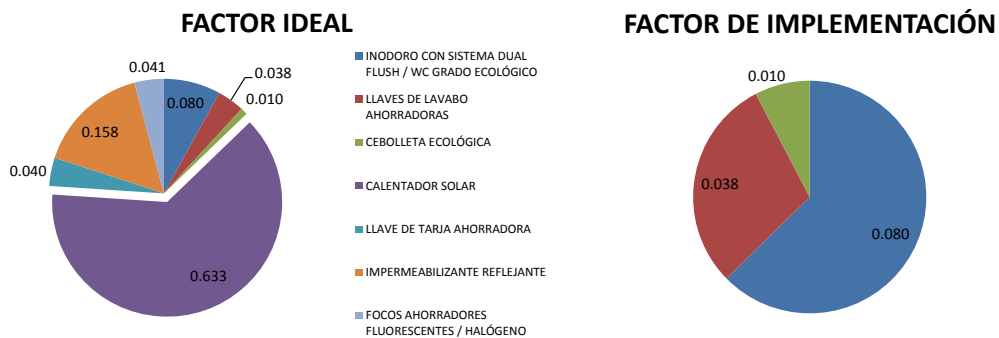 FACTOR IDEAL
0.041
0.080
0.038
0.010
0.158
0.040
0.633
INODORO CON SISTEMA DUAL
FLUSH / WC GRADO ECOLÓGICO
LLAVES DE LAVABO
AHORRADORAS
CEBOLLETA ECOLÓGICA
CALENTADOR SOLAR
LLAVE DE TARJA AHORRADORA
IMPERMEABILIZANTE REFLEJANTE
FOCOS AHORRADORES
FLUORESCENTES / HALÓGENO
FACTOR DE IMPLEMENTACIÓN
0.010
0.038
0.080